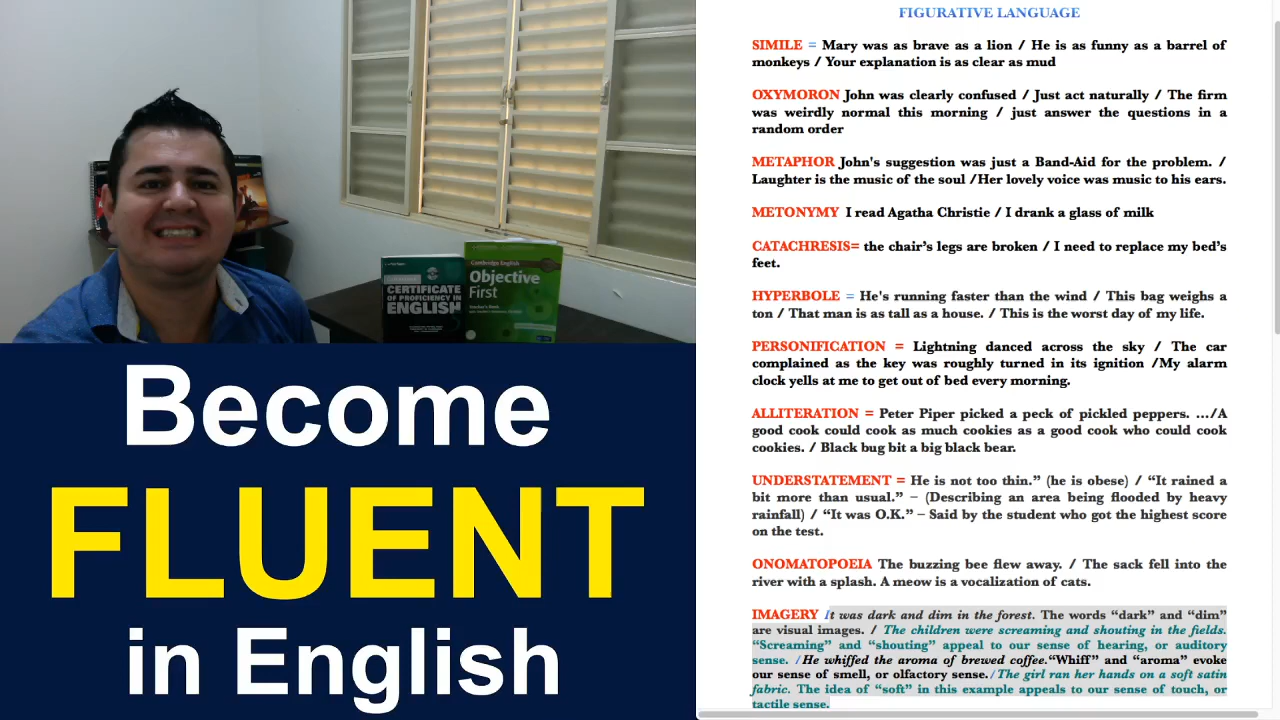 Become
FLUENT
in English
CERTIFICATE
OF PROFICIENCY
IN ENGLISH
Cambridge English
Objective
First
FIGURATIVE LANGUAGE
SIMILE = Mary was as brave as a lion / He is as funny as a barrel of
monkeys / Your explanation is as clear as mud
OXYMORON John was clearly confused / Just act naturally / The firm
was weirdly normal this morning / just answer the questions in a
random order
METAPHOR John's suggestion was just a Band-Aid for the problem. /
Laughter is the music of the soul /Her lovely voice was music to his ears.
METONYMY I read Agatha Christie / I drank a glass of milk
CATACHRESIS= the chair’s legs are broken / I need to replace my bed’s
feet.
HYPERBOLE = He's running faster than the wind / This bag weighs a
ton / That man is as tall as a house. / This is the worst day of my life.
PERSONIFICATION = Lightning danced across the sky / The car
complained as the key was roughly turned in its ignition /My alarm
clock yells at me to get out of bed every morning.
ALLITERATION = Peter Piper picked a peck of pickled peppers. …/A
good cook could cook as much cookies as a good cook who could cook
cookies. / Black bug bit a big black bear.
UNDERSTATEMENT = He is not too thin.” (he is obese) / “It rained a
bit more than usual.” – (Describing an area being flooded by heavy
rainfall) / “It was O.K.” – Said by the student who got the highest score
on the test.
ONOMATOPOEIA The buzzing bee flew away. / The sack fell into the
river with a splash. A meow is a vocalization of cats.
IMAGERY It was dark and dim in the forest. The words “dark” and “dim”
are visual images. / The children were screaming and shouting in the fields.
“Screaming” and “shouting” appeal to our sense of hearing, or auditory
sense. /He whiffed the aroma of brewed coffee.“Whiff” and “aroma” evoke
our sense of smell, or olfactory sense./The girl ran her hands on a soft satin
fabric. The idea of “soft” in this example appeals to our sense of touch, or
tactile sense.